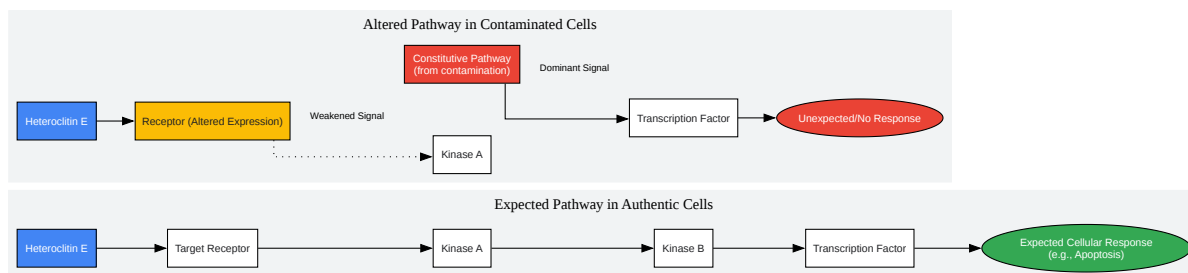 Altered Pathway in Contaminated Cells
Constitutive Pathway
(from contamination)
Dominant Signal
Heteroclitin E
Receptor (Altered Expression)
Weakened Signal
Transcription Factor
Unexpected/No Response
Kinase A
Expected Pathway in Authentic Cells
Heteroclitin E
Target Receptor
Kinase A
Kinase B
Transcription Factor
Expected Cellular Response
(e.g., Apoptosis)